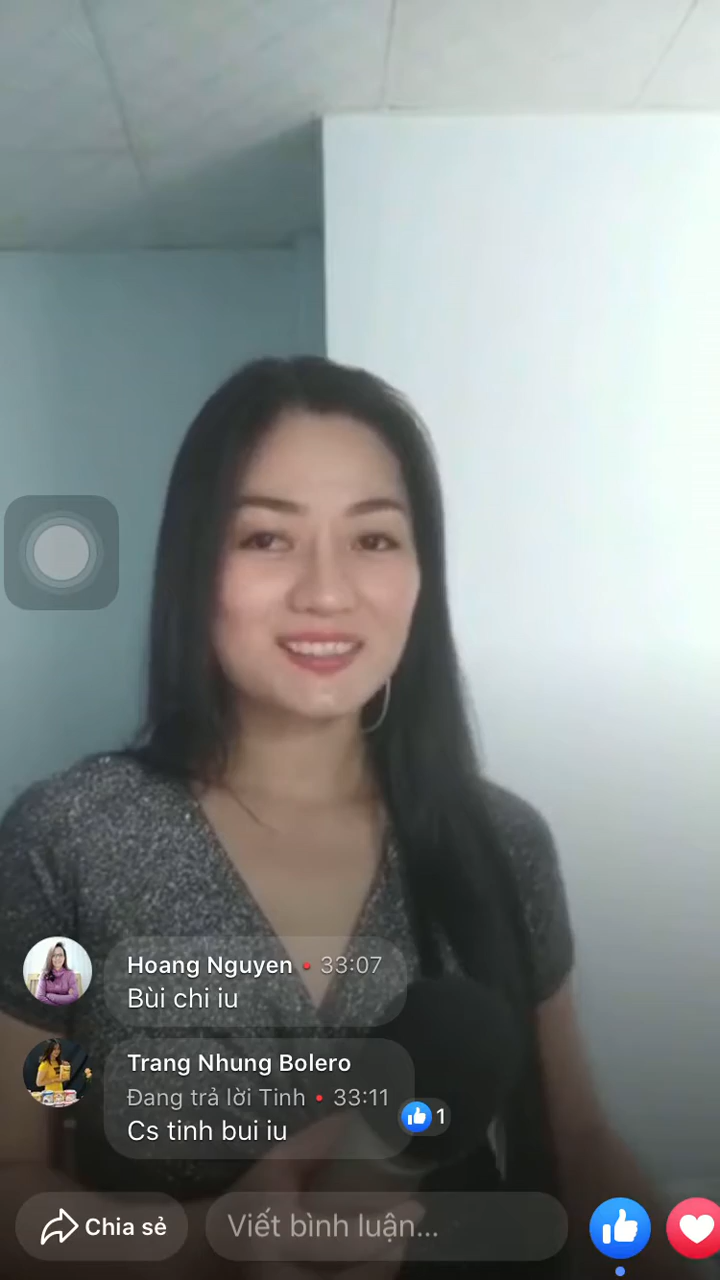 Hoang Nguyen • 33:07
Bùi chi iu
Trang Nhung Bolero
Đang trả lời Tinh • 33:11
Cs tinh bui iu
1
Chia sẻ
Viết bình luận...